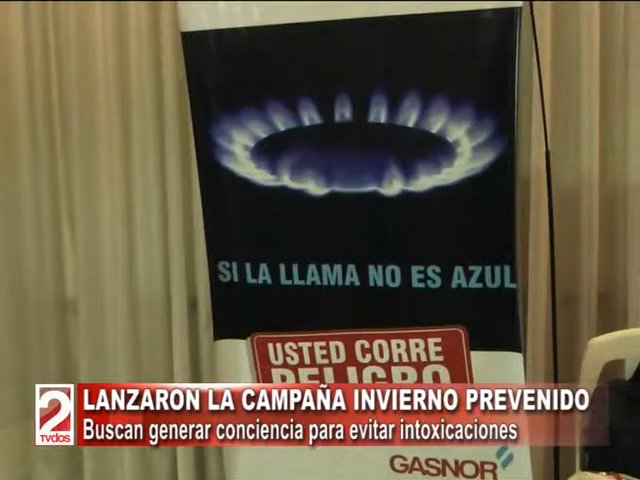 SI LA LLAMA NO ES AZUL
USTED CORRE
PELIGRO
2
TVDOS
LANZARON LA CAMPAÑA INVIERNO PREVENIDO
Buscan generar conciencia para evitar intoxicaciones
GASNOR